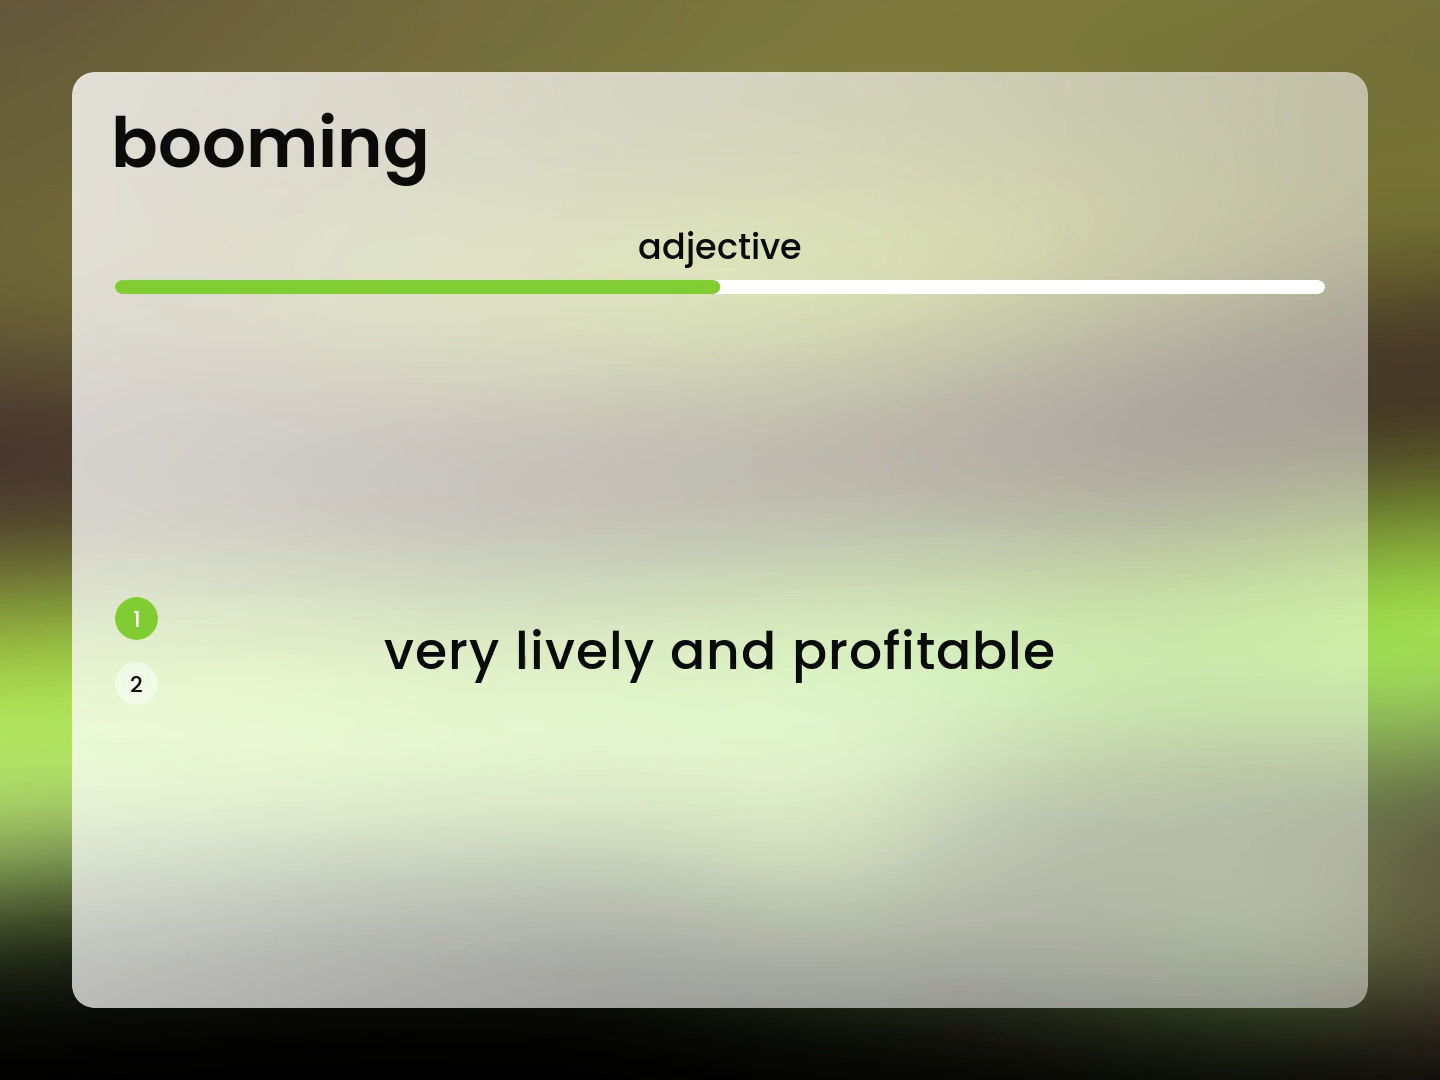 booming
adjective
1
2
very lively and profitable